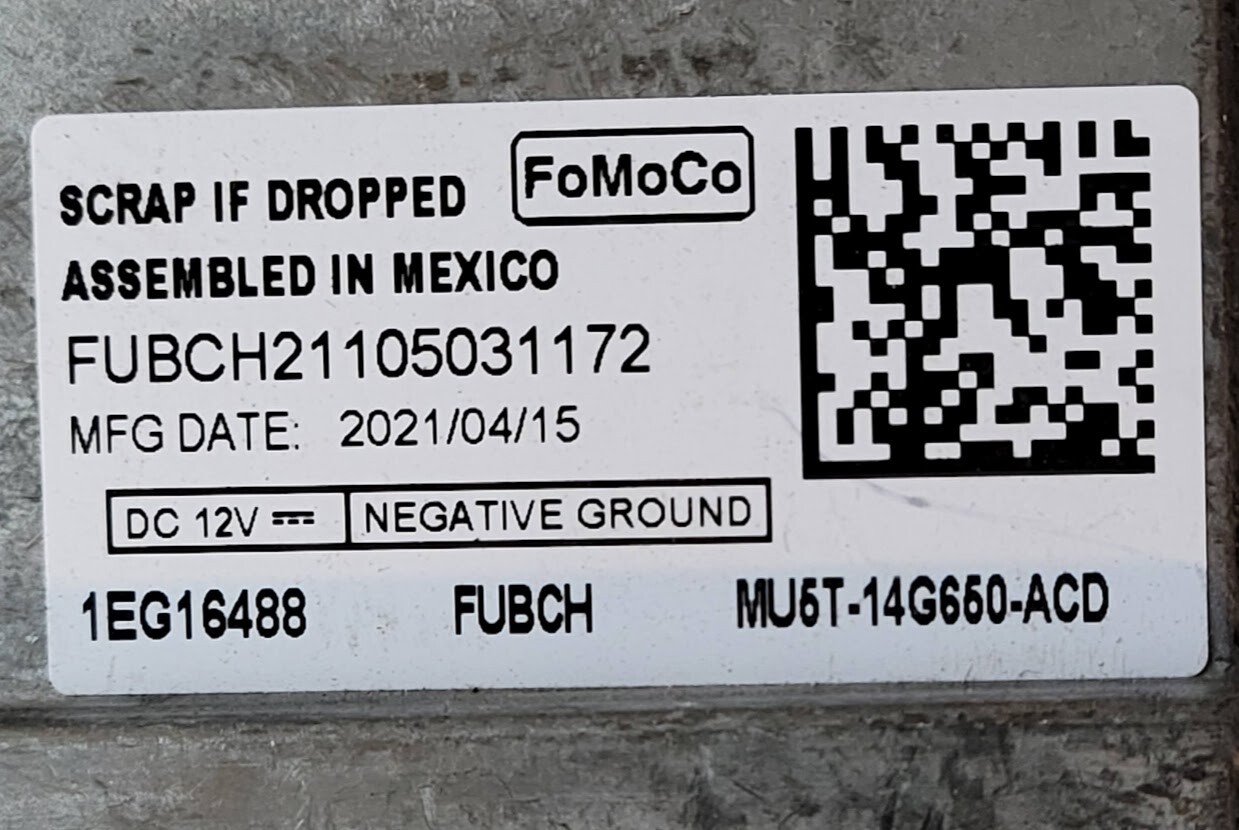 SCRAP IF DROPPED FoMoCo
ASSEMBLED IN MEXICO
FUBCH21105031172
MFG DATE: 2021/04/15
DC 12V NEGATIVE GROUND
1EG16488 FUBCH MU5T-14G650-ACD